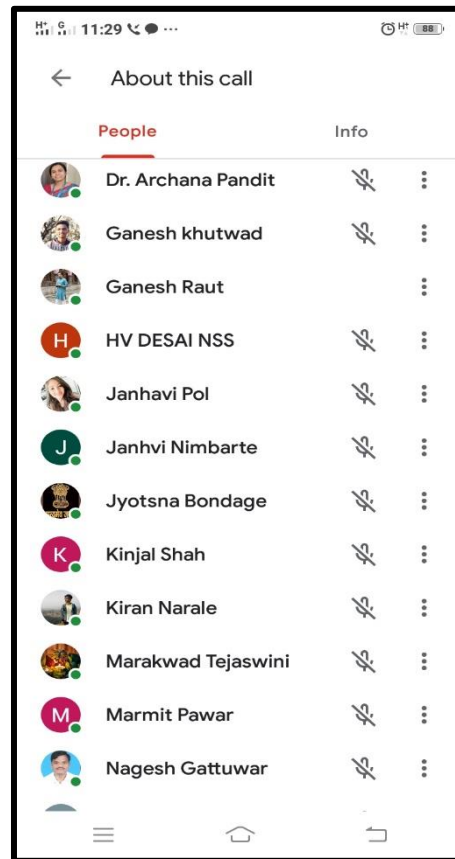 H+ G 11:29 ... H+ 88
About this call
People Info
Dr. Archana Pandit
Ganesh khutwad
Ganesh Raut
H HV DESAI NSS
Janhavi Pol
J Janhvi Nimbarte
Jyotsna Bondage
K Kinjal Shah
Kiran Narale
Marakwad Tejaswini
M Marmit Pawar
Nagesh Gattuwar